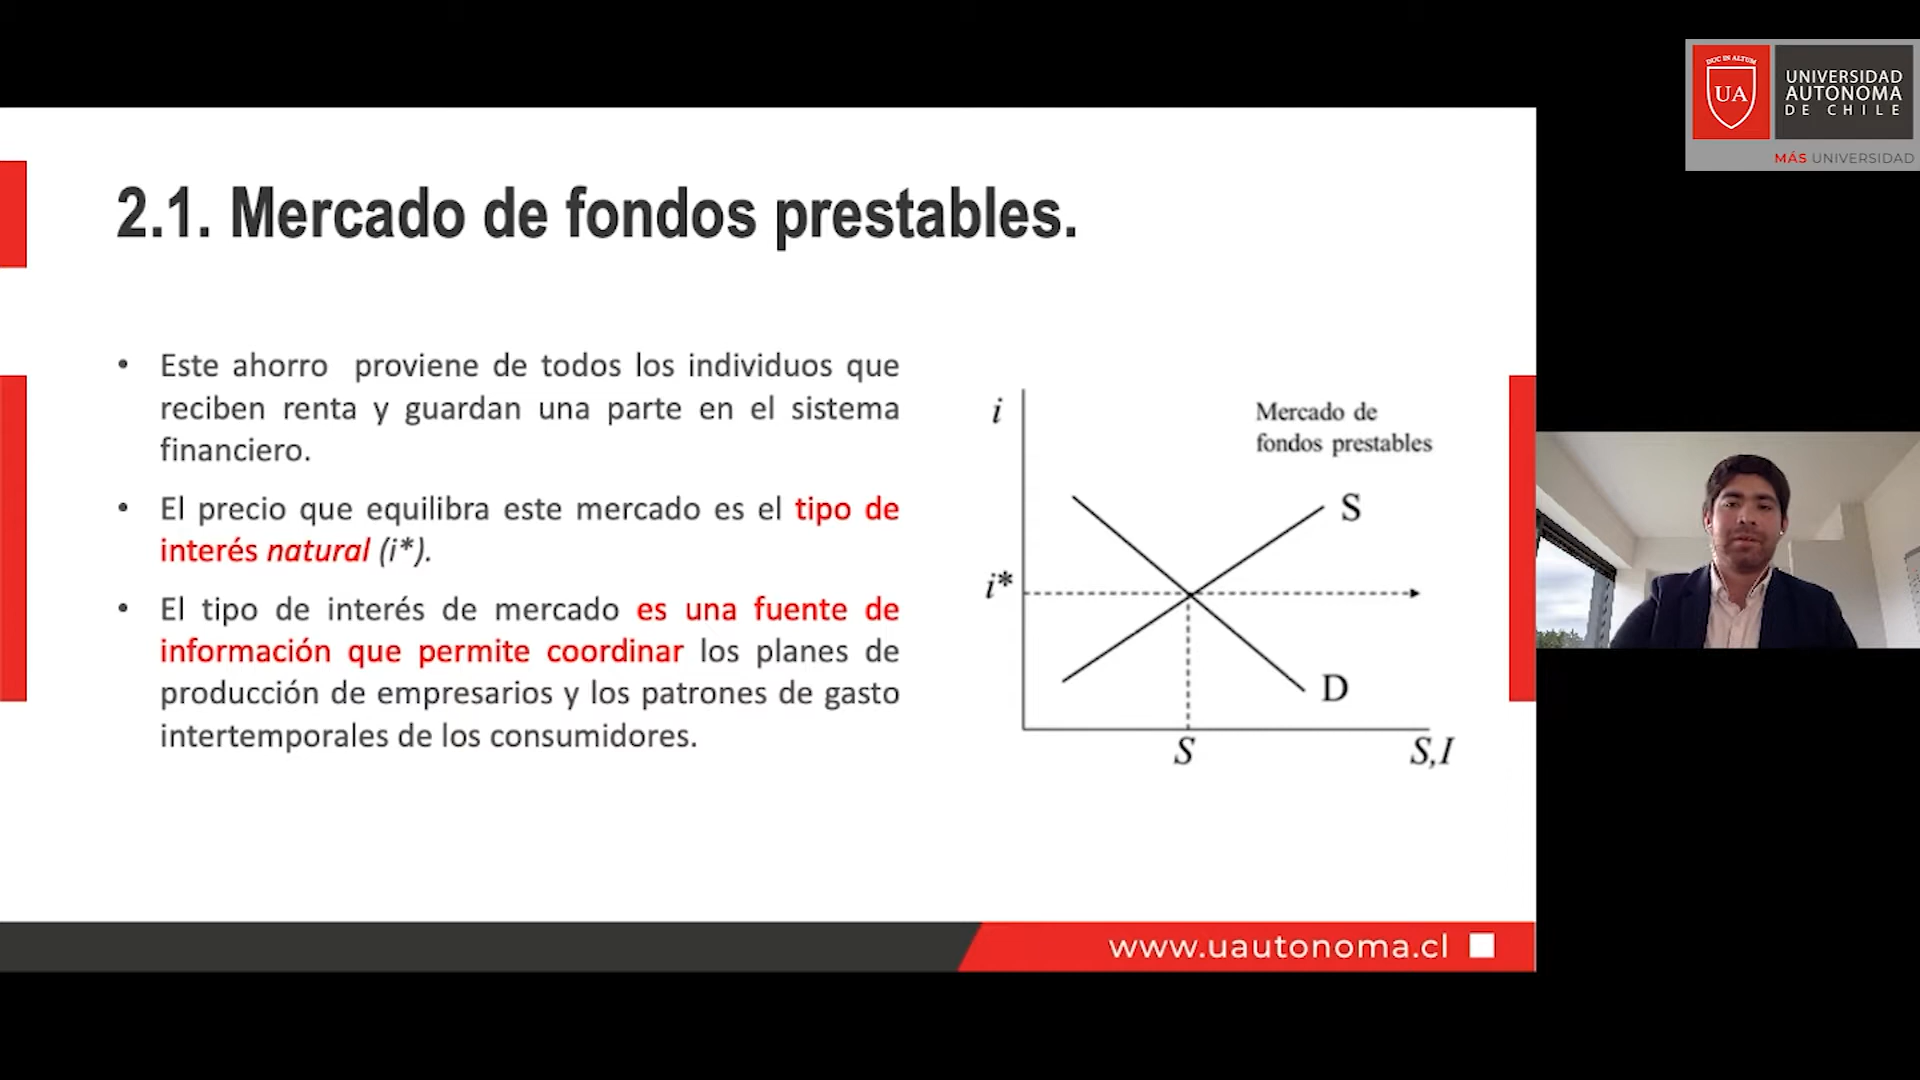 DOC IN ALTUM
UA
UNIVERSIDAD
AUTONOMA
DE CHILE
MÁS UNIVERSIDAD
2.1. Mercado de fondos prestables.
• Este ahorro proviene de todos los individuos que
reciben renta y guardan una parte en el sistema
financiero.
• El precio que equilibra este mercado es el tipo de
interés natural (i*).
• El tipo de interés de mercado es una fuente de
información que permite coordinar los planes de
producción de empresarios y los patrones de gasto
intertemporales de los consumidores.
i
Mercado de
fondos prestables
S
i*
D
S
S,I
www.uautonoma.cl